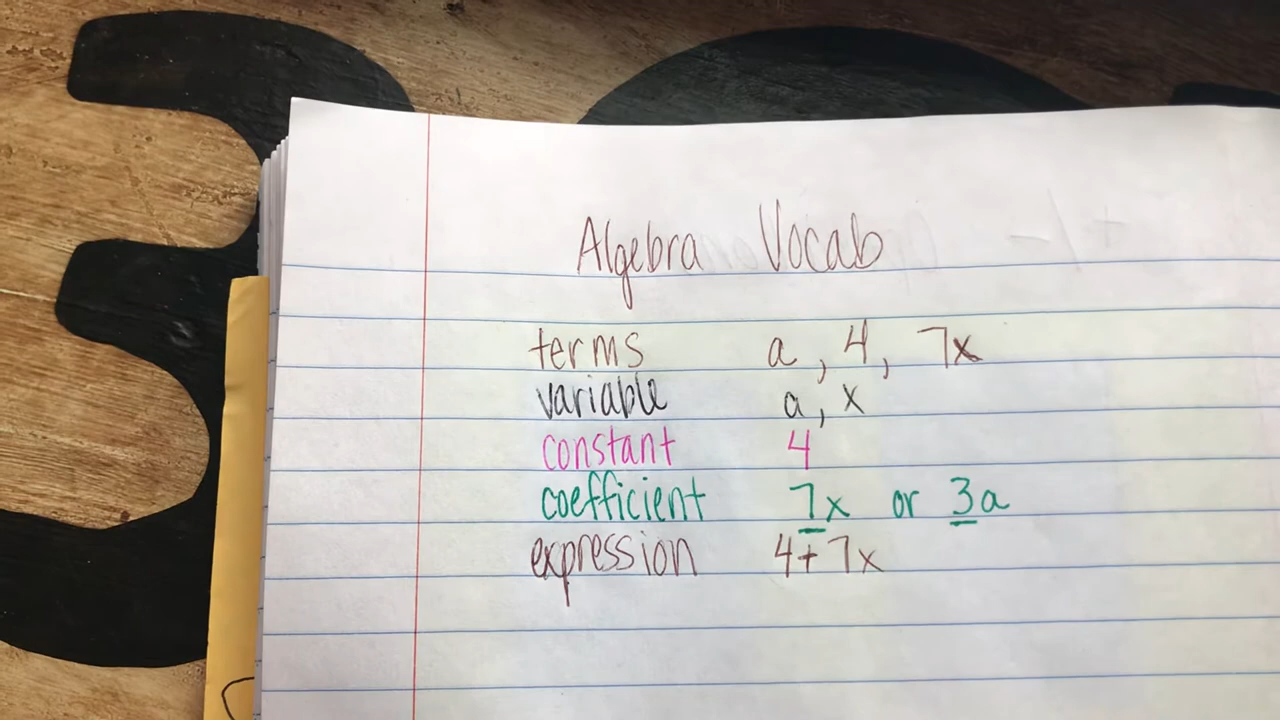 Algebra Vocab
terms a, 4, 7x
variable a, x
constant 4
coefficient 7x or 3a
expression 4+7x